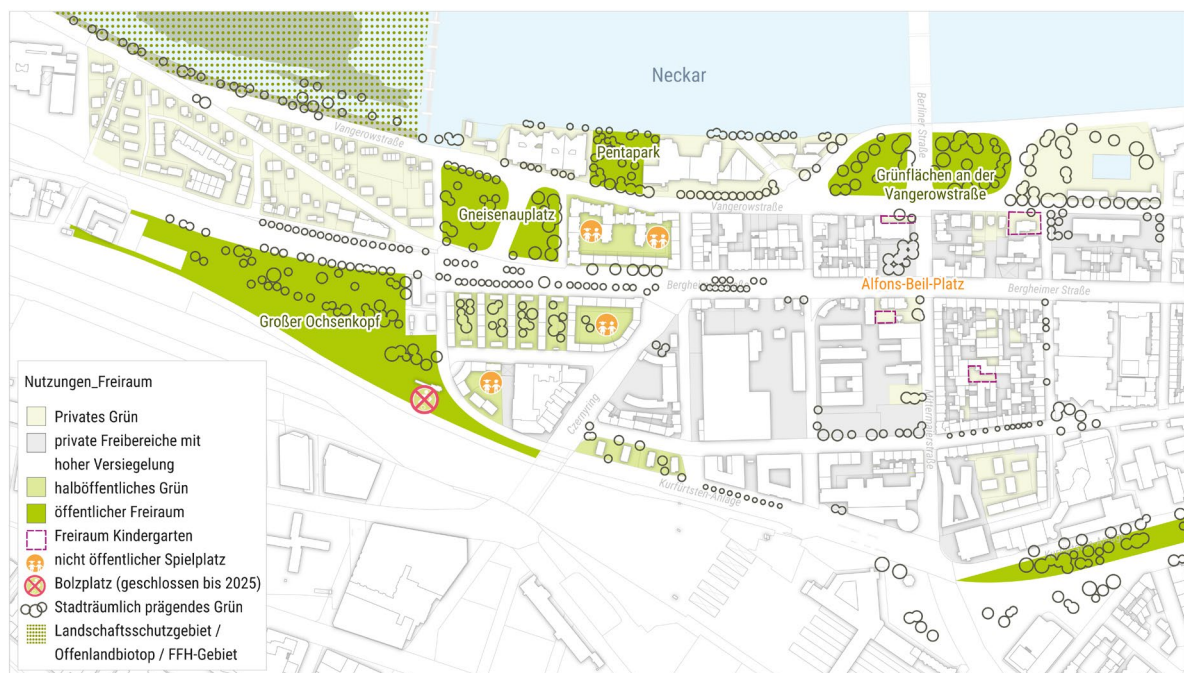 Neckar
Berliner Straße
Vangerowstraße
Pentapark
Grünflächen an der
Vangerowstraße
Gneisenauplatz
Vangerowstraße
Alfons-Beil-Platz
Bergheimer Straße
Großer Ochsenkopf
Czernyring
Kurfürsten-Anlage
Nutzungen_Freiraum
Privates Grün
private Freibereiche mit
hoher Versiegelung
halböffentliches Grün
öffentlicher Freiraum
Freiraum Kindergarten
nicht öffentlicher Spielplatz
Bolzplatz (geschlossen bis 2025)
Stadträumlich prägendes Grün
Landschaftsschutzgebiet /
Offenlandbiotop / FFH-Gebiet